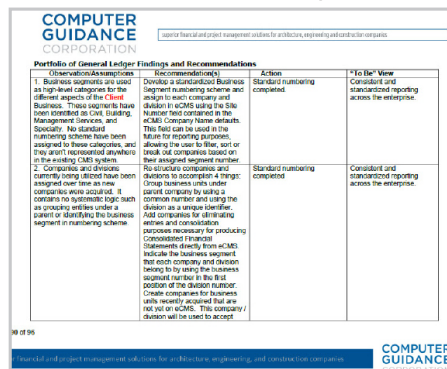 COMPUTER
GUIDANCE
CORPORATION
superior financial and project management solutions for architecture, engineering and construction companies
Portfolio of General Ledger Findings and Recommendations
Observation/Assumptions Recommendation(s) Action "To Be" View
1. Business segments are used
as high-level categories for the
different aspects of the Client
Business. These segments have
been identified as Civil, Building,
Management Services, and
Specialty. No standard
numbering scheme have been
assigned to these categories, and
they aren't represented anywhere
in the existing CMS system.
Develop a standardized Business
Segment numbering scheme and
assign to each company and
division in eCMS using the Site
Number field contained in the
eCMS Company Name defaults.
This field can be used in the
future for reporting purposes,
allowing the user to filter, sort or
break out companies based on
their assigned segment number.
Standard numbering
completed.
Consistent and
standardized reporting
across the enterprise.
2. Companies and divisions
currently being utilized have been
assigned over time as new
companies were acquired. It
contains no systematic logic such
as grouping entities under a
parent or identifying the business
segment in numbering scheme.
Re-structure companies and
divisions to accomplish 4 things:
Group business units under
parent company by using a
common number and using the
division as a unique identifier.
Add companies for eliminating
entries and consolidation
purposes necessary for producing
Consolidated Financial
Statements directly from eCMS.
Indicate the business segment
that each company and division
belong to by using the business
segment number in the first
position of the division number.
Create companies for business
units recently acquired that are
not yet on eCMS. This company /
division will be used to accept
Standard numbering
completed
Consistent and
standardized reporting
across the enterprise.
90 of 96
r financial and project management solutions for architecture, engineering, and construction companies
COMPUTER
GUIDANCE